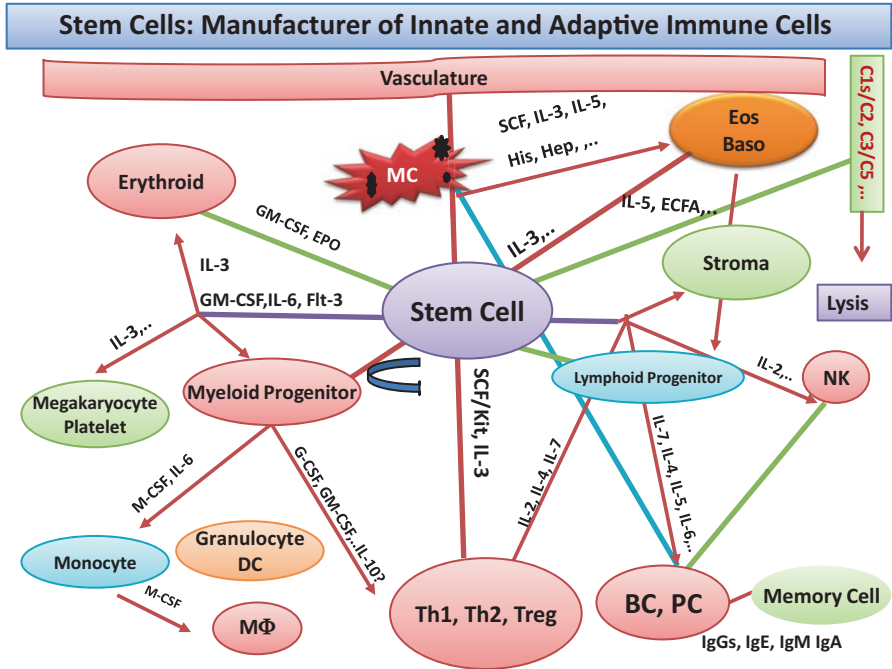 Stem Cells: Manufacturer of Innate and Adaptive Immune Cells
Vasculature
C1s/C2, C3/C5
,..
SCF, IL-3, IL-5,
His, Hep, ,..
Eos
Baso
MC
Erythroid
GM-CSF, EPO
IL-3,..
IL-5, ECFA,..
Stroma
IL-3
GM-CSF,IL-6, Flt-3
Stem Cell
Lysis
IL-3,..
Myeloid Progenitor
Lymphoid Progenitor
IL-2,..
NK
Megakaryocyte
Platelet
SCF/Kit, IL-3
IL-2, IL-4, IL-7
IL-7, IL-4, IL-5, IL-6,..
M-CSF, IL-6
G-CSF, GM-CSF,..IL-10?
Monocyte
Granulocyte
DC
M-CSF
MΦ
Th1, Th2, Treg
BC, PC
Memory Cell
IgGs, IgE, IgM IgA